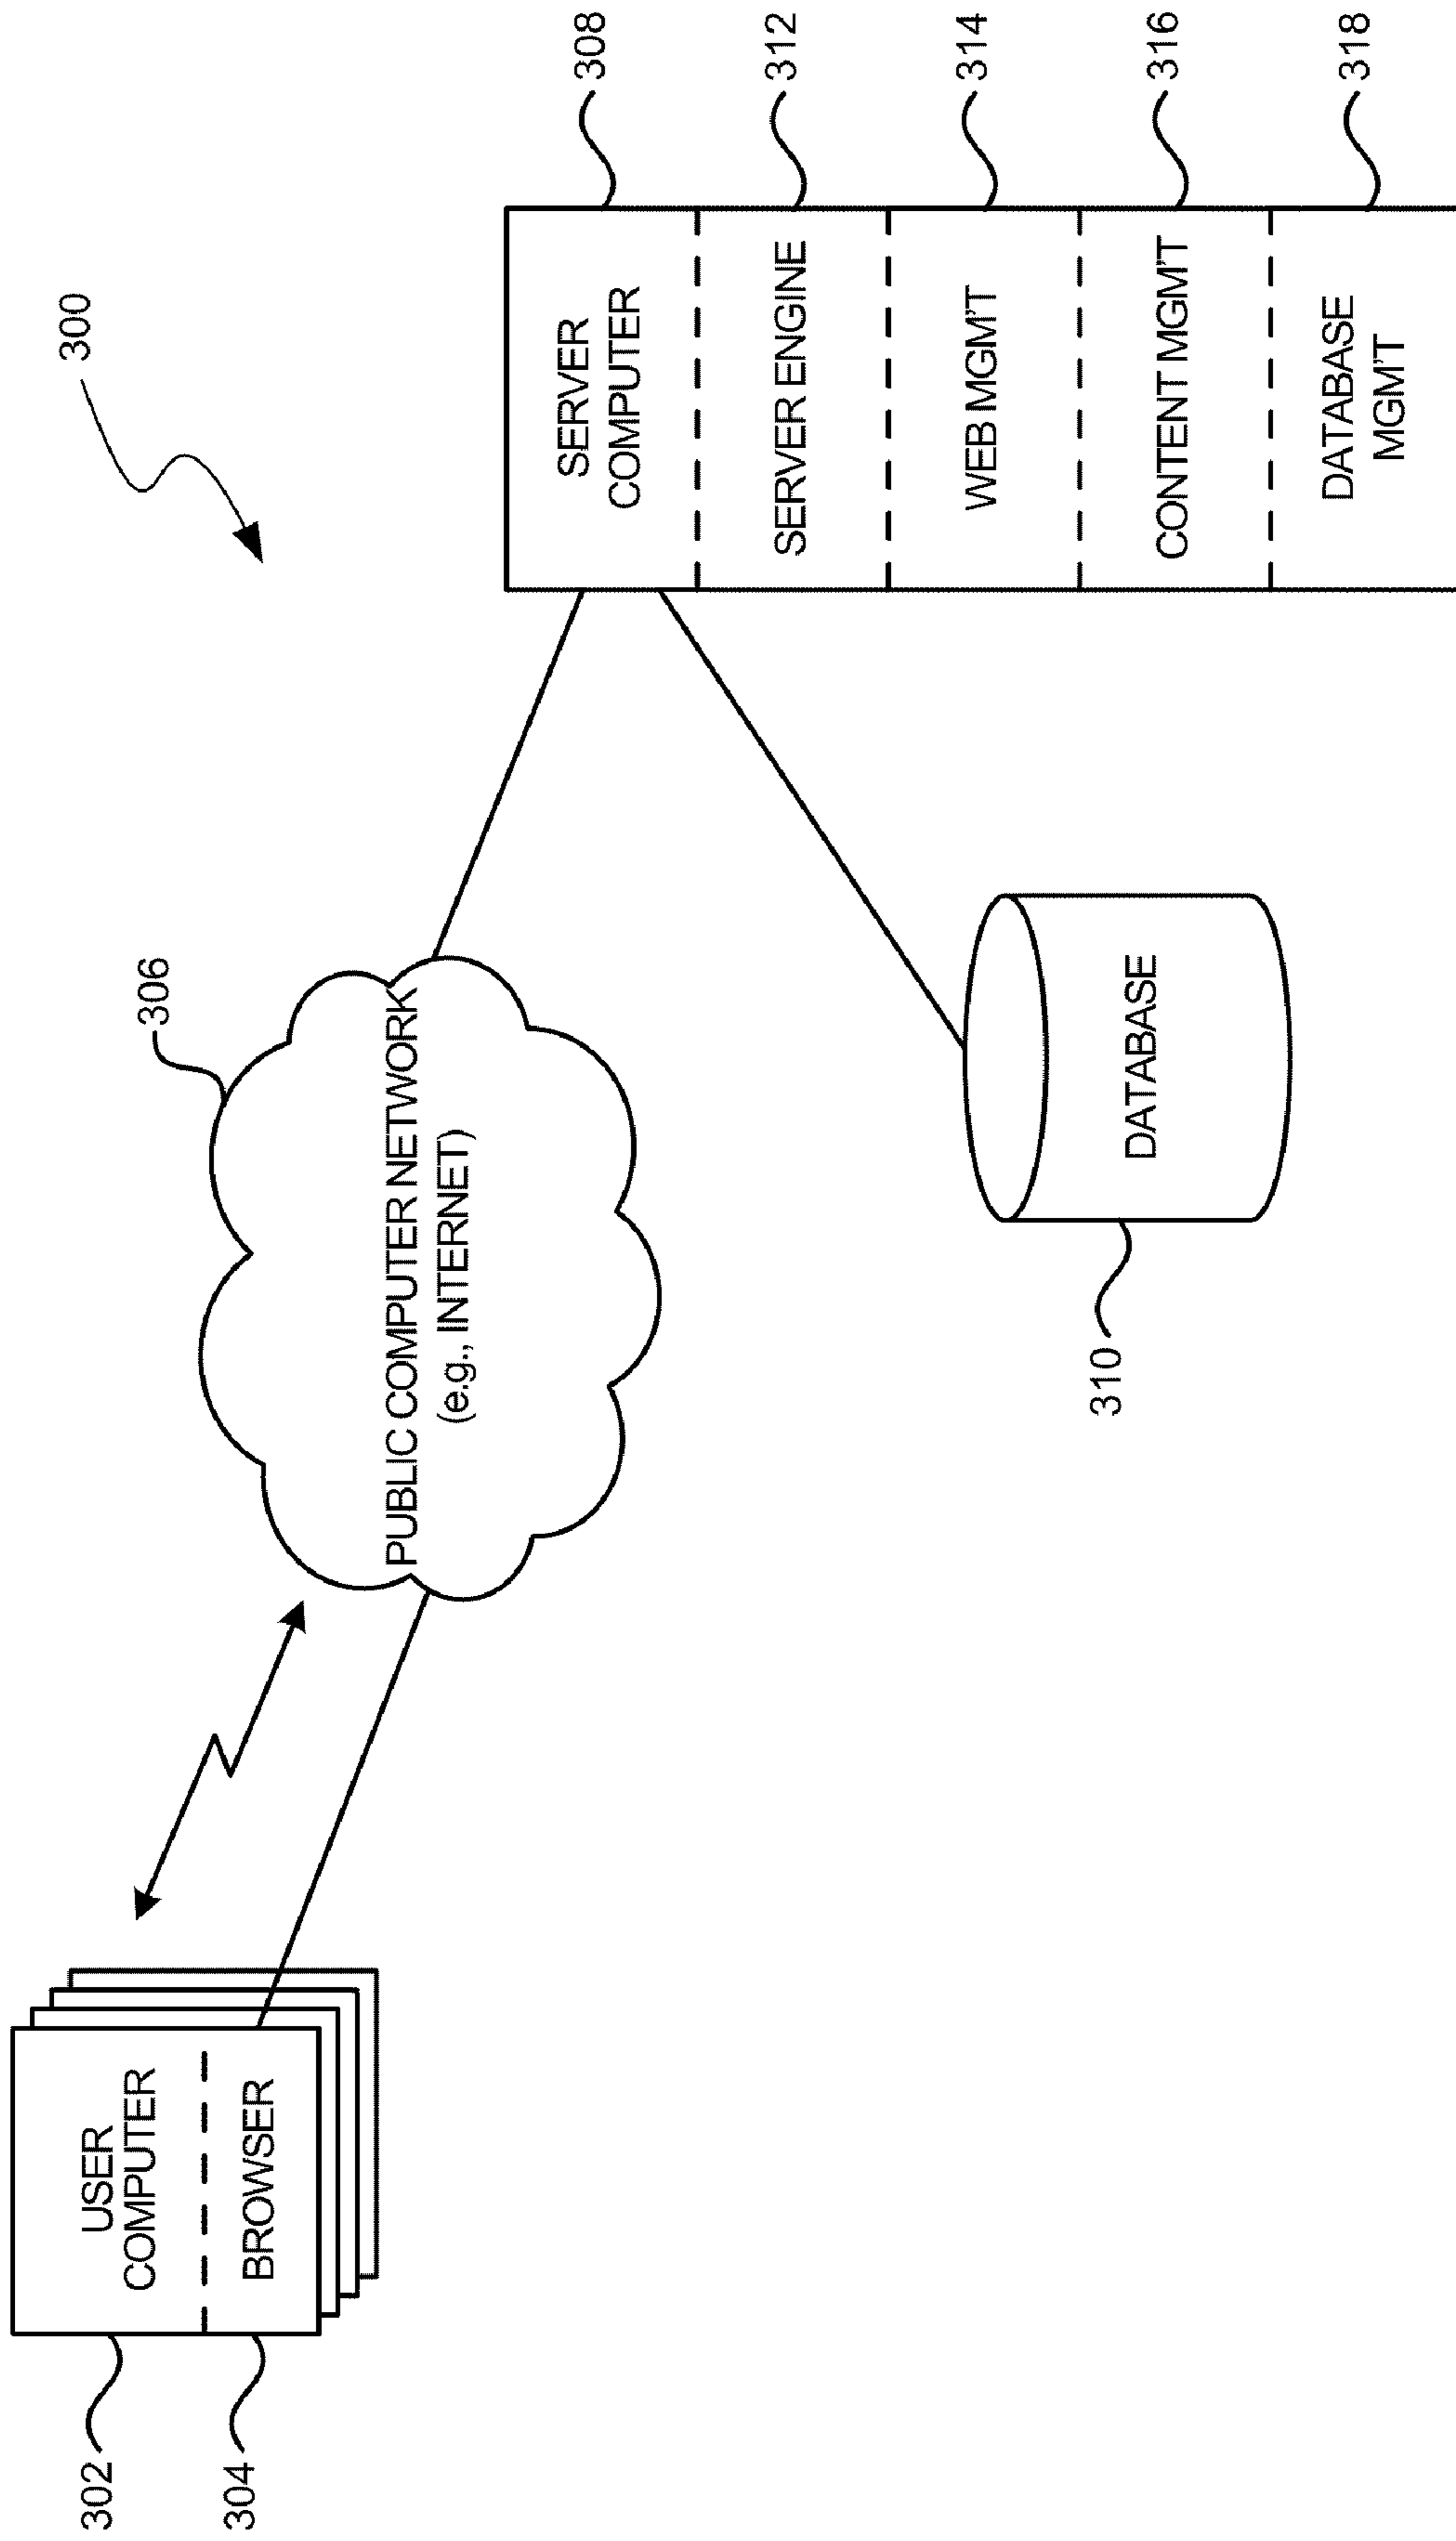 300
302
USER
COMPUTER
304
BROWSER
306
PUBLIC COMPUTER NETWORK
(e.g., INTERNET)
308
SERVER
COMPUTER
312
SERVER ENGINE
314
WEB MGM'T
316
CONTENT MGM'T
318
DATABASE
MGM'T
310
DATABASE